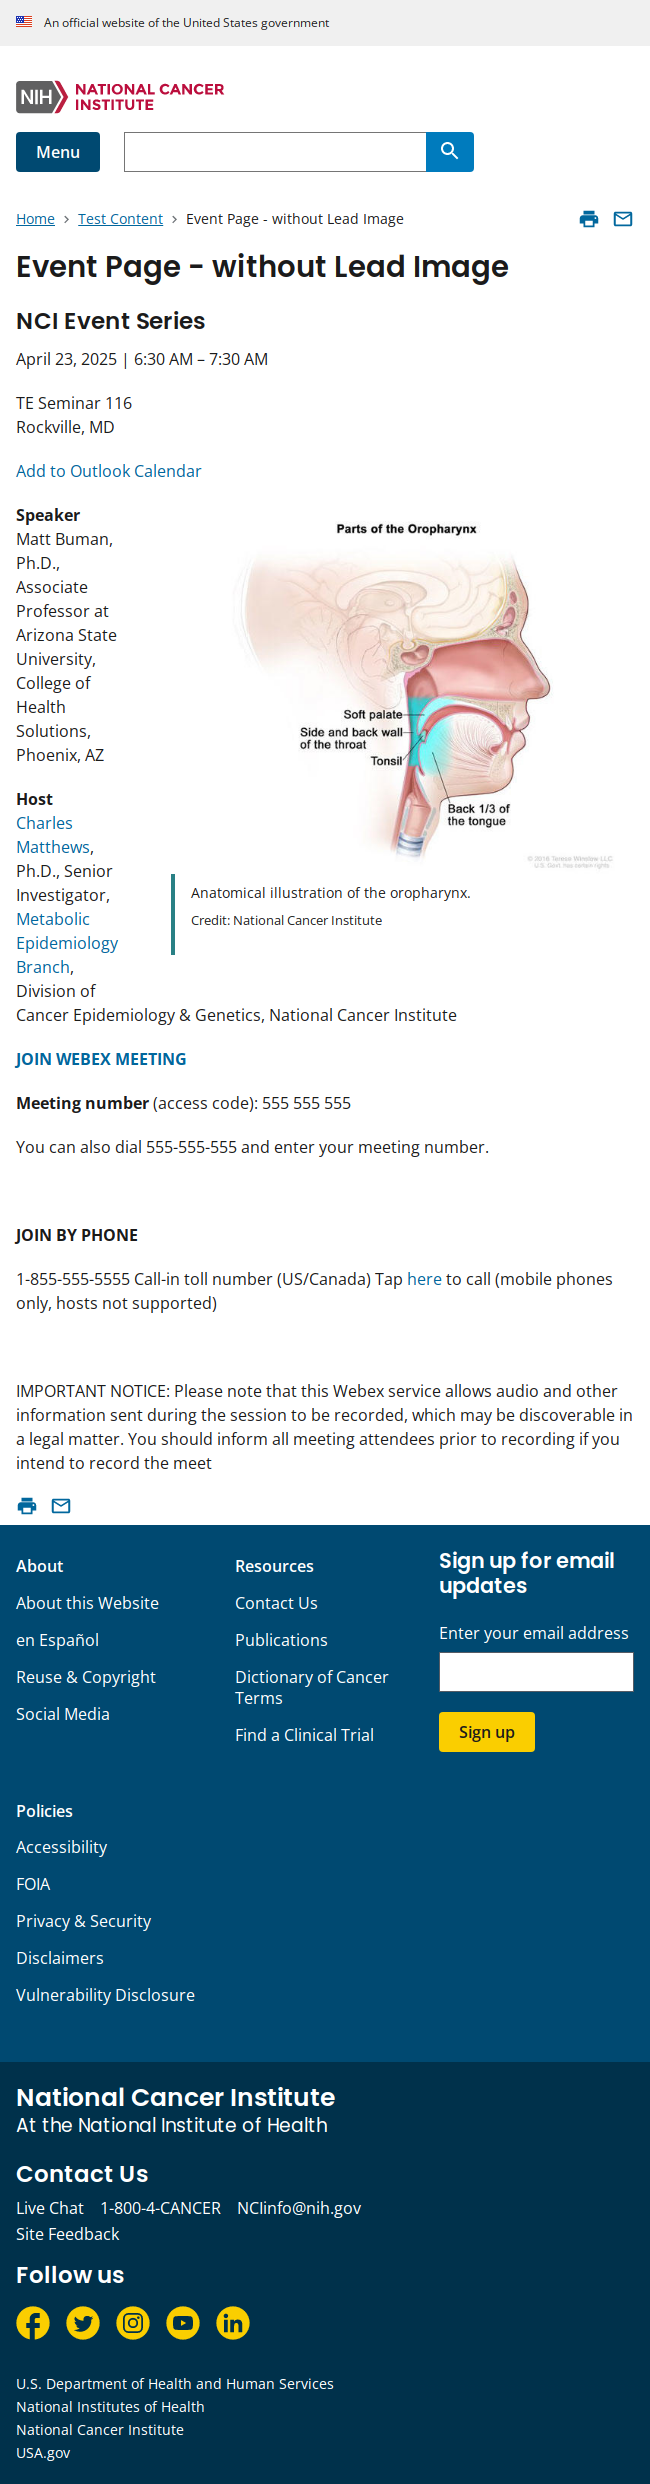 An official website of the United States government
NIH NATIONAL CANCER
INSTITUTE
Menu
Home > Test Content > Event Page - without Lead Image
Event Page - without Lead Image
NCI Event Series
April 23, 2025 | 6:30 AM – 7:30 AM
TE Seminar 116
Rockville, MD
Add to Outlook Calendar
Speaker
Matt Buman,
Ph.D.,
Associate
Professor at
Arizona State
University,
College of
Health
Solutions,
Phoenix, AZ
Host
Charles
Matthews,
Ph.D., Senior
Investigator,
Metabolic
Epidemiology
Branch,
Division of
Cancer Epidemiology & Genetics, National Cancer Institute
Parts of the Oropharynx
Soft palate
Side and back wall
of the throat
Tonsil
Back 1/3 of
the tongue
© 2016 Terese Winslow LLC
U.S. Govt. has certain rights
Anatomical illustration of the oropharynx.
Credit: National Cancer Institute
JOIN WEBEX MEETING
Meeting number (access code): 555 555 555
You can also dial 555-555-555 and enter your meeting number.
JOIN BY PHONE
1-855-555-5555 Call-in toll number (US/Canada) Tap here to call (mobile phones
only, hosts not supported)
IMPORTANT NOTICE: Please note that this Webex service allows audio and other
information sent during the session to be recorded, which may be discoverable in
a legal matter. You should inform all meeting attendees prior to recording if you
intend to record the meet
About
About this Website
en Español
Reuse & Copyright
Social Media
Resources
Contact Us
Publications
Dictionary of Cancer
Terms
Find a Clinical Trial
Sign up for email
updates
Enter your email address
Sign up
Policies
Accessibility
FOIA
Privacy & Security
Disclaimers
Vulnerability Disclosure
National Cancer Institute
At the National Institute of Health
Contact Us
Live Chat 1-800-4-CANCER NCIinfo@nih.gov
Site Feedback
Follow us
U.S. Department of Health and Human Services
National Institutes of Health
National Cancer Institute
USA.gov